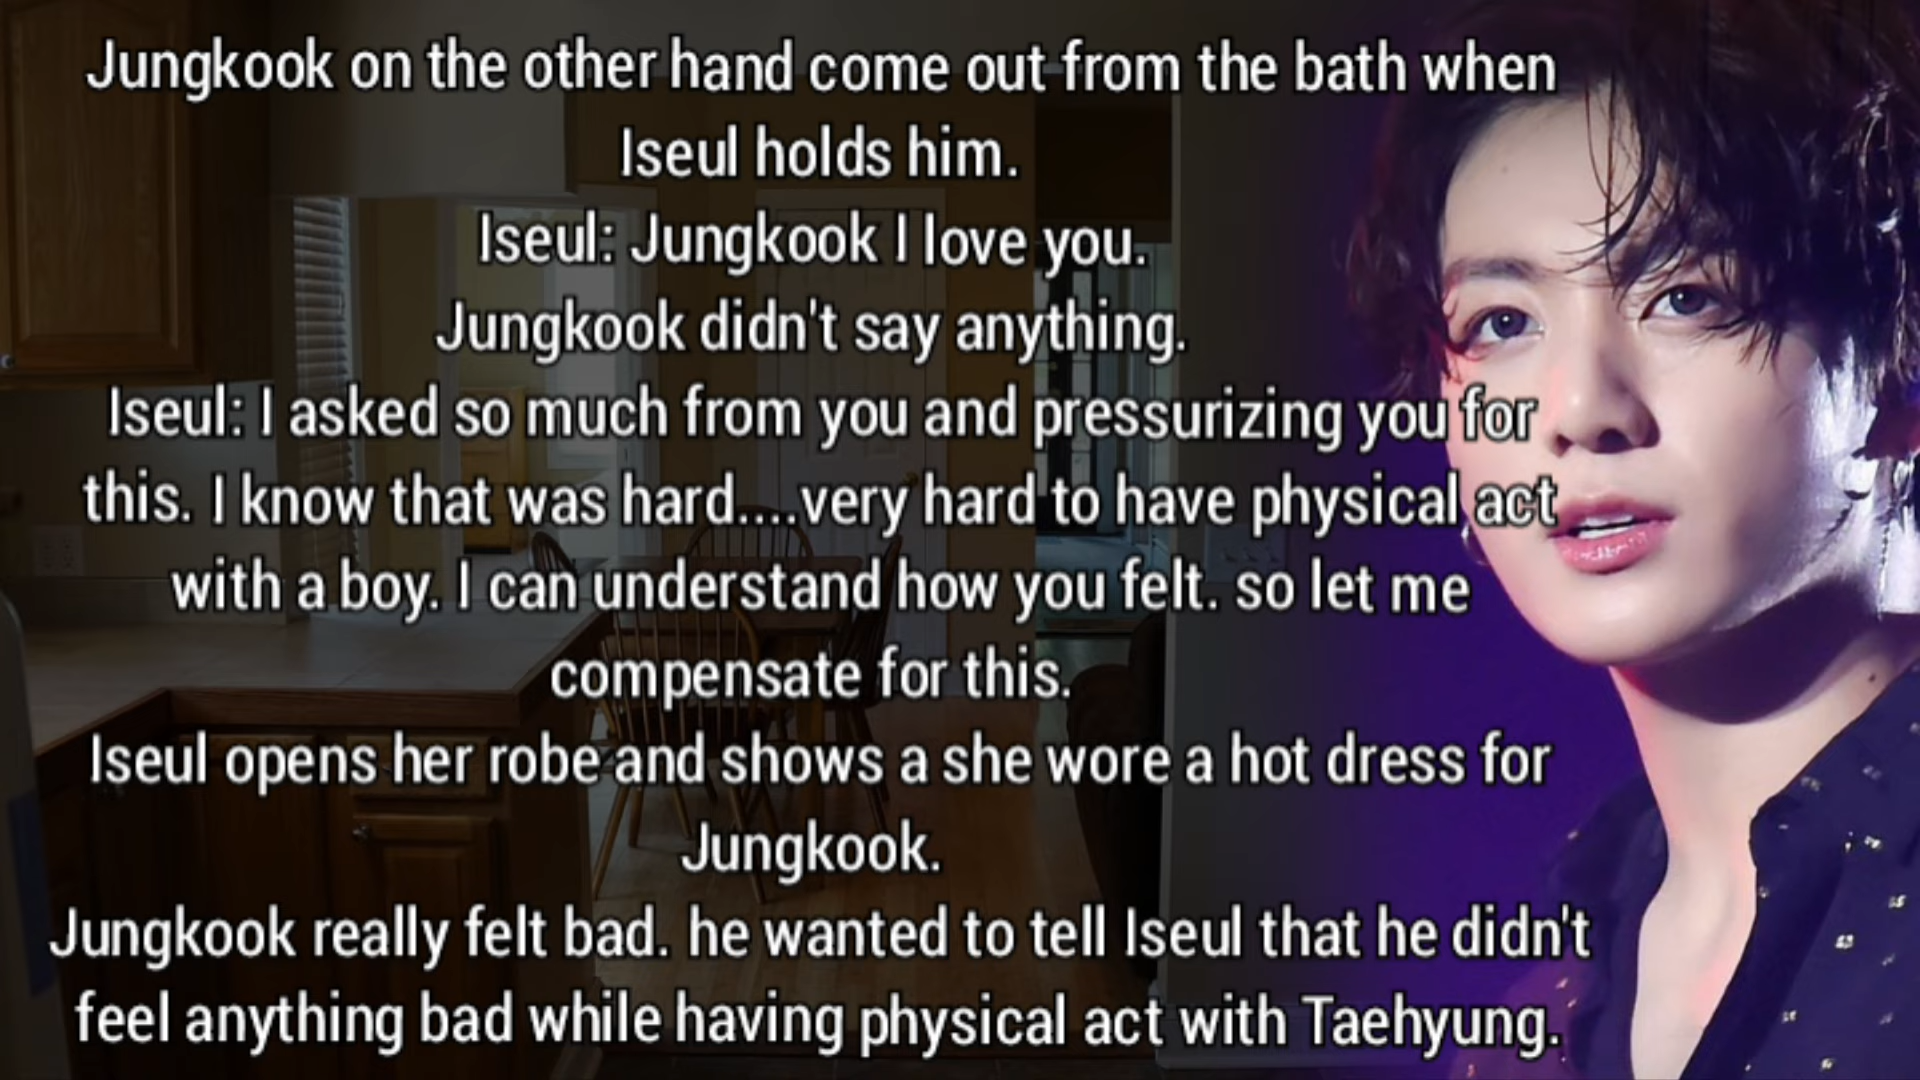 Jungkook on the other hand come out from the bath when
Iseul holds him.
Iseul: Jungkook I love you.
Jungkook didn't say anything.
Iseul: I asked so much from you and pressurizing you for
this. I know that was hard....very hard to have physical act
with a boy. I can understand how you felt. so let me
compensate for this.
Iseul opens her robe and shows a she wore a hot dress for
Jungkook.
Jungkook really felt bad. he wanted to tell Iseul that he didn't
feel anything bad while having physical act with Taehyung.